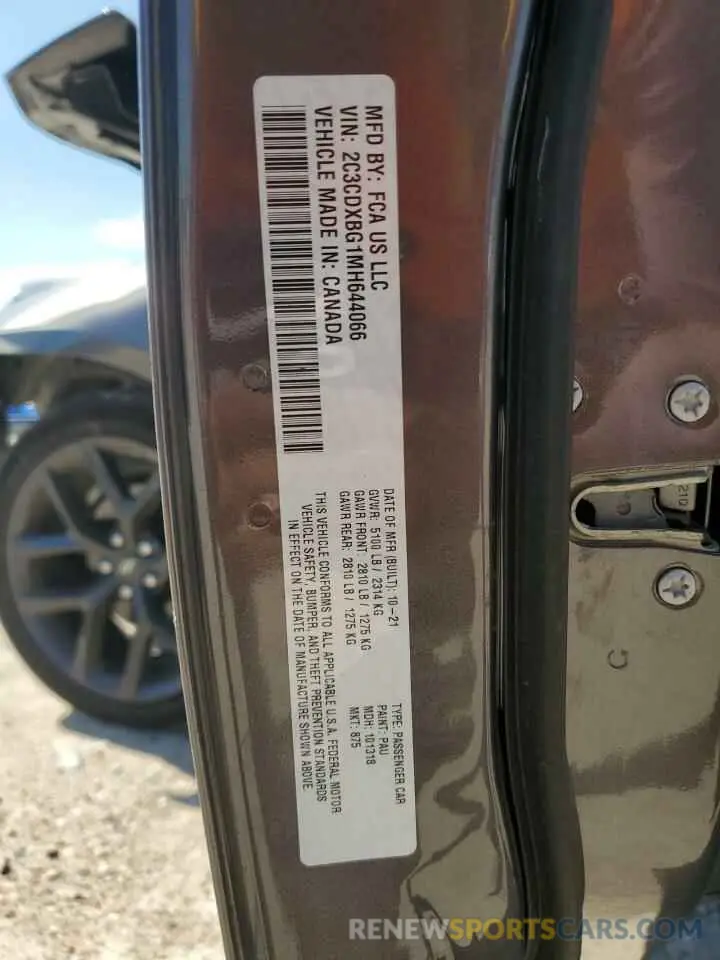 MFD BY: FCA US LLC
VIN: 2C3CDXBG1MH644066
VEHICLE MADE IN: CANADA
DATE OF MFR (BUILT): 10-21
GVWR: 5100 LB / 2314 KG
GAWR FRONT: 2810 LB / 1275 KG
GAWR REAR: 2810 LB / 1275 KG
THIS VEHICLE CONFORMS TO ALL APPLICABLE U.S.A. FEDERAL MOTOR
VEHICLE SAFETY, BUMPER, AND THEFT PREVENTION STANDARDS
IN EFFECT ON THE DATE OF MANUFACTURE SHOWN ABOVE.
TYPE: PASSENGER CAR
PAINT: PAU
MDH: 101318
MKT: 875
210
RENEWSPORTUSEDCARS.COM